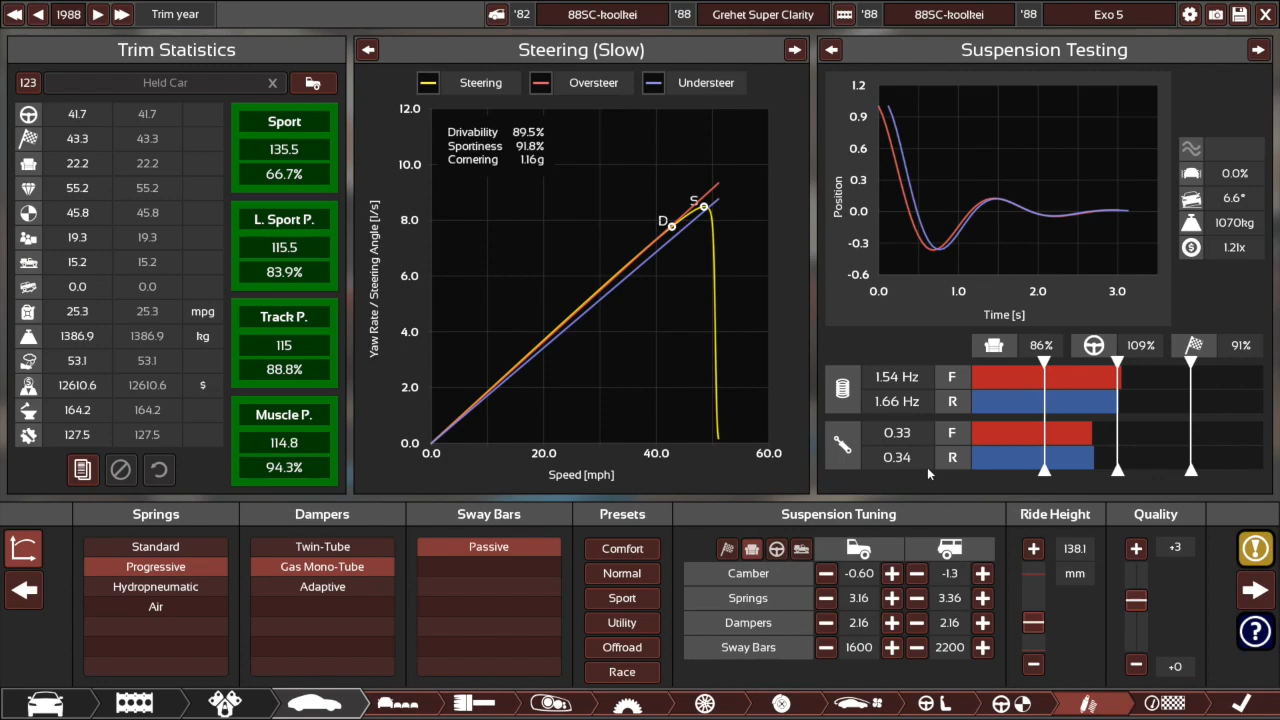 1988 Trim year '82 88SC-koolkei '88 Grehet Super Clarity '88 88SC-koolkei '88 Exo 5
Trim Statistics
123 Held Car X
41.7 41.7
43.3 43.3
22.2 22.2
55.2 55.2
45.8 45.8
19.3 19.3
15.2 15.2
0.0 0.0
25.3 25.3 mpg
1386.9 1386.9 kg
53.1 53.1
12610.6 12610.6 $
164.2 164.2
127.5 127.5
Sport
135.5
66.7%
L. Sport P.
115.5
83.9%
Track P.
115
88.8%
Muscle P.
114.8
94.3%
Steering (Slow)
Steering Oversteer Understeer
Drivability 89.5%
Sportiness 91.8%
Cornering 1.16g
12.0
10.0
8.0
6.0
4.0
2.0
0.0
Yaw Rate / Steering Angle [1/s]
D
S
0.0 20.0 40.0 60.0
Speed [mph]
Suspension Testing
1.2
0.9
0.6
0.3
0.0
-0.3
-0.6
Position
0.0 1.0 2.0 3.0
Time [s]
0.0%
6.6°
1070kg
$ 1.21x
86% 109% 91%
1.54 Hz F
1.66 Hz R
0.33 F
0.34 R
Springs
Standard
Progressive
Hydropneumatic
Air
Dampers
Twin-Tube
Gas Mono-Tube
Adaptive
Sway Bars
Passive
Presets
Comfort
Normal
Sport
Utility
Offroad
Race
Suspension Tuning
Camber -0.60 -1.3
Springs 3.16 3.36
Dampers 2.16 2.16
Sway Bars 1600 2200
Ride Height
138.1
mm
Quality
+3
+0